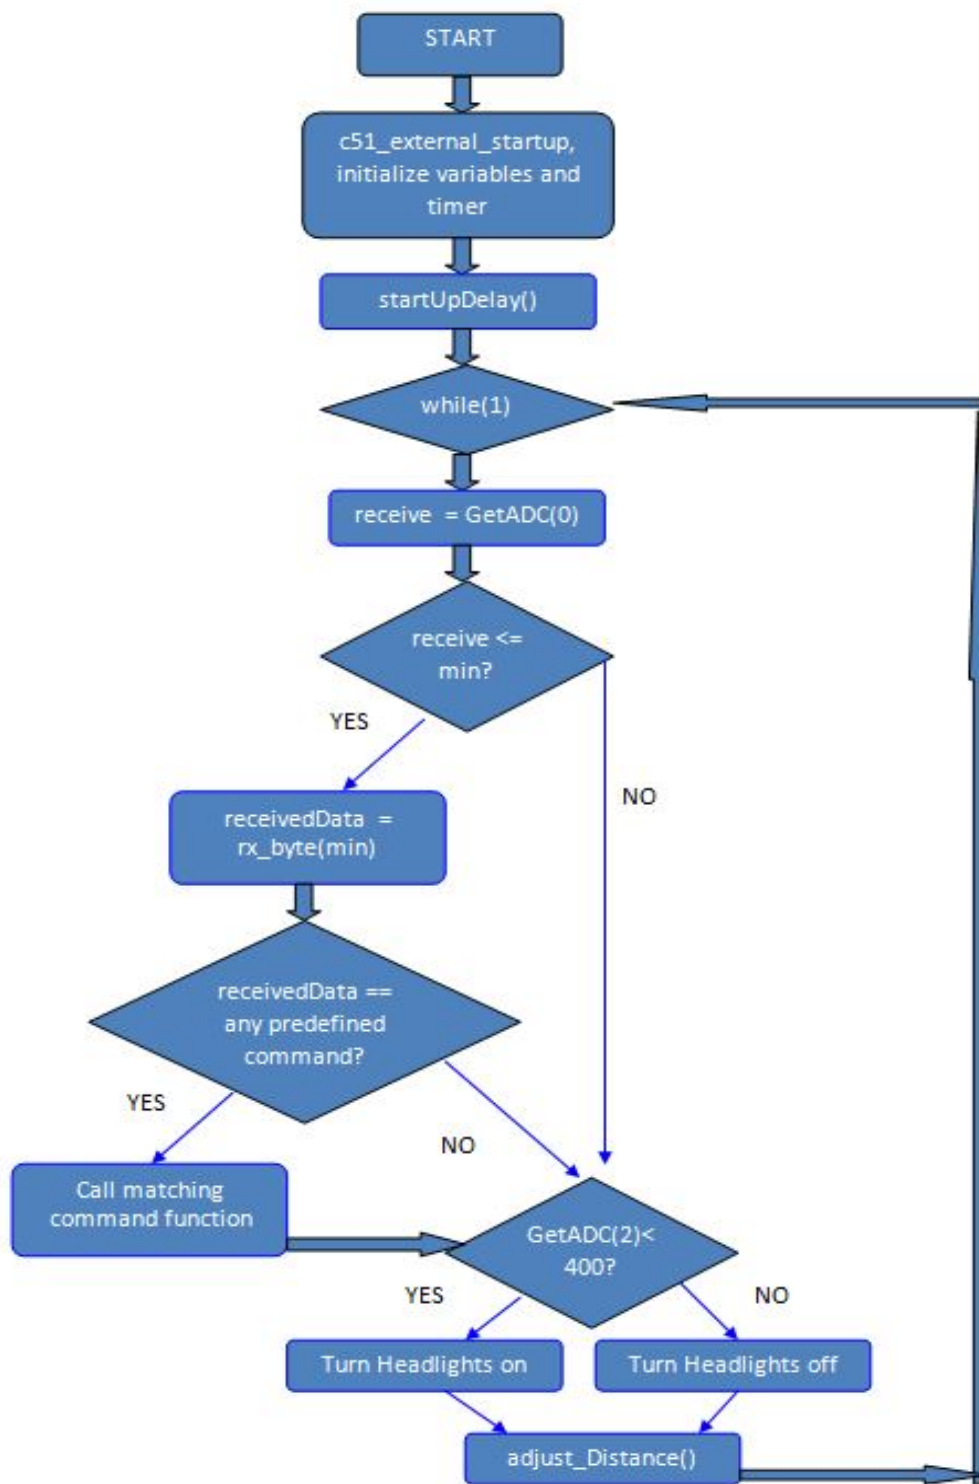 START
c51_external_startup,
initialize variables and
timer
startUpDelay()
while(1)
receive = GetADC(0)
receive <=
min?
YES
NO
receivedData =
rx_byte(min)
receivedData ==
any predefined
command?
YES
NO
Call matching
command function
GetADC(2)<
400?
YES
NO
Turn Headlights on
Turn Headlights off
adjust_Distance()